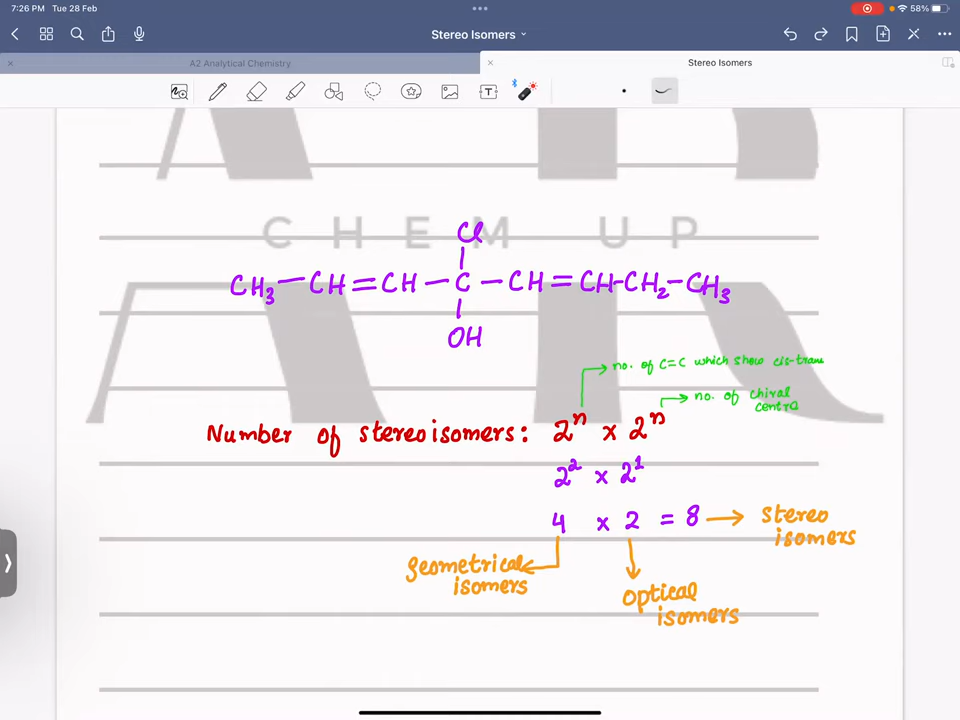 7:26 PM Tue 28 Feb
58%
Stereo Isomers
A2 Analytical Chemistry
Stereo Isomers
CHEM UP
Cl
CH₃—CH=CH—C—CH=CH-CH₂-CH₃
OH
no. of C=C which show cis-trans
no. of chiral
centre
Number of stereoisomers: 2ⁿ x 2ⁿ
2² x 2¹
4 x 2 = 8 → Stereo
isomers
geometrical
isomers
optical
isomers